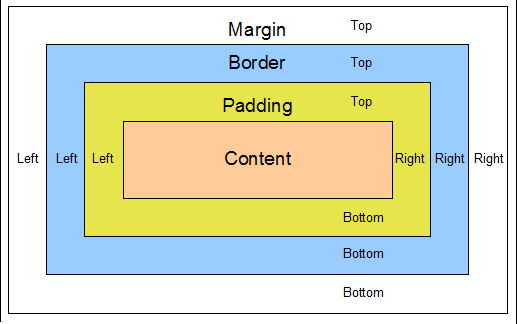 Margin Top
Border Top
Padding Top
Left Left Left Content Right Right Right
Bottom
Bottom
Bottom